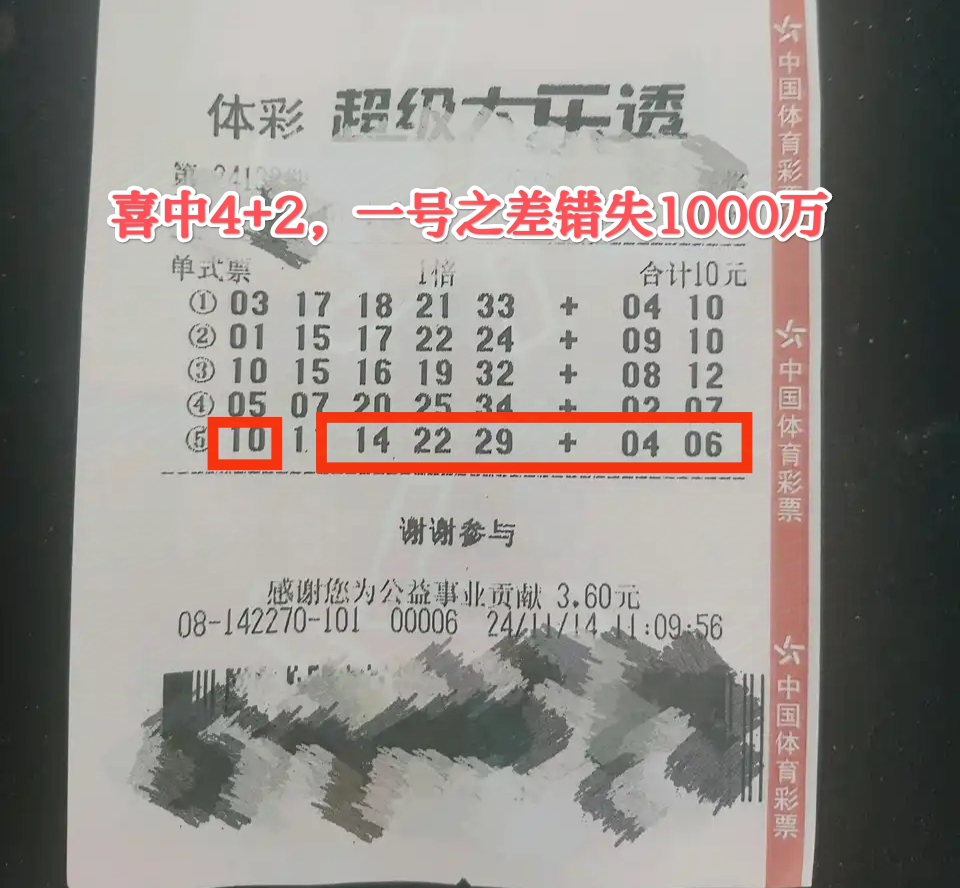 体彩 超级大乐透
喜中4+2，一号之差错失1000万
单式票 1倍 合计10元
① 03 17 18 21 33 + 04 10
② 01 15 17 22 24 + 09 10
③ 10 15 16 19 32 + 08 12
④ 05 07 20 25 34 + 02 07
⑤ 10 14 22 29 + 04 06
谢谢参与
感谢您为公益事业贡献 3.60元
08-142270-101 00006 24/11/14 11:09:56
中国体育彩票
中国体育彩票
中国体育彩票